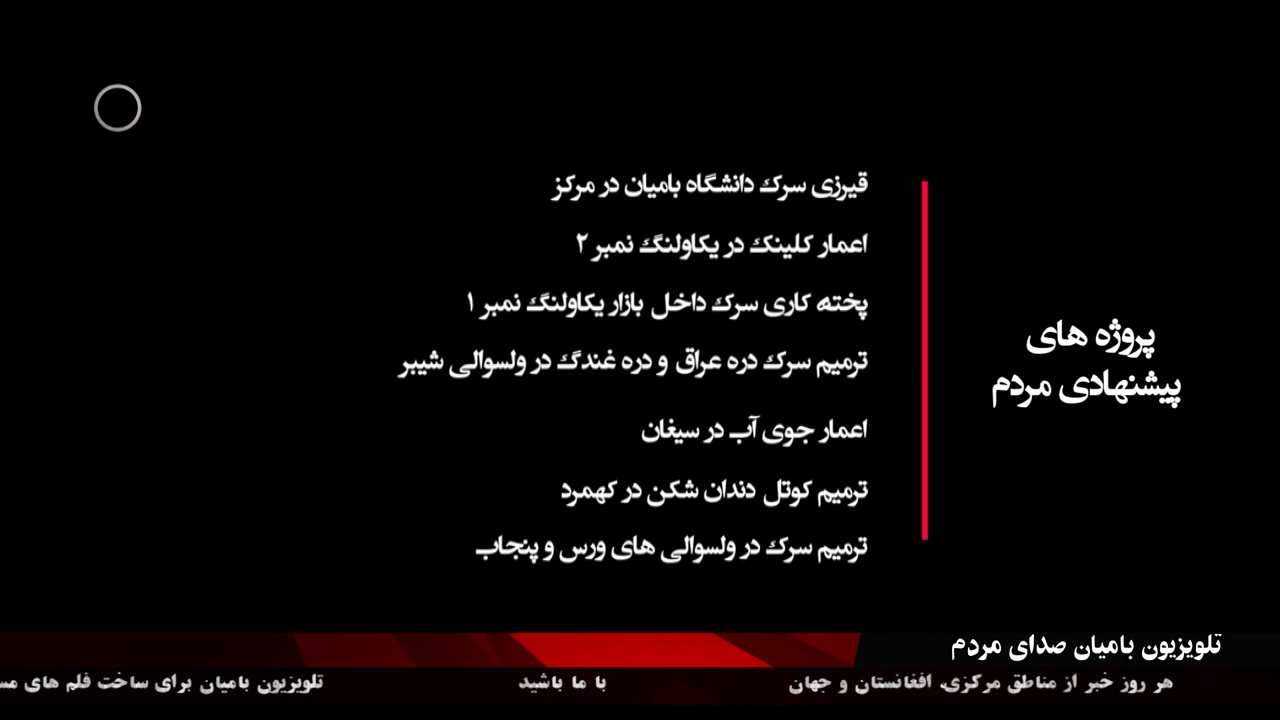 پروژه های
پیشنهادی مردم
قیرزی سرک دانشگاه بامیان در مرکز
اعمار کلینک در یکاولنگ نمبر ۲
پخته کاری سرک داخل بازار یکاولنگ نمبر ۱
ترمیم سرک دره عراق و دره غندگ در ولسوالی شیبر
اعمار جوی آب در سیغان
ترمیم کوتل دندان شکن در کهمرد
ترمیم سرک در ولسوالی های ورس و پنجاب
تلویزیون بامیان صدای مردم
هر روز خبر از مناطق مرکزی، افغانستان و جهان با ما باشید تلویزیون بامیان برای ساخت فلم های